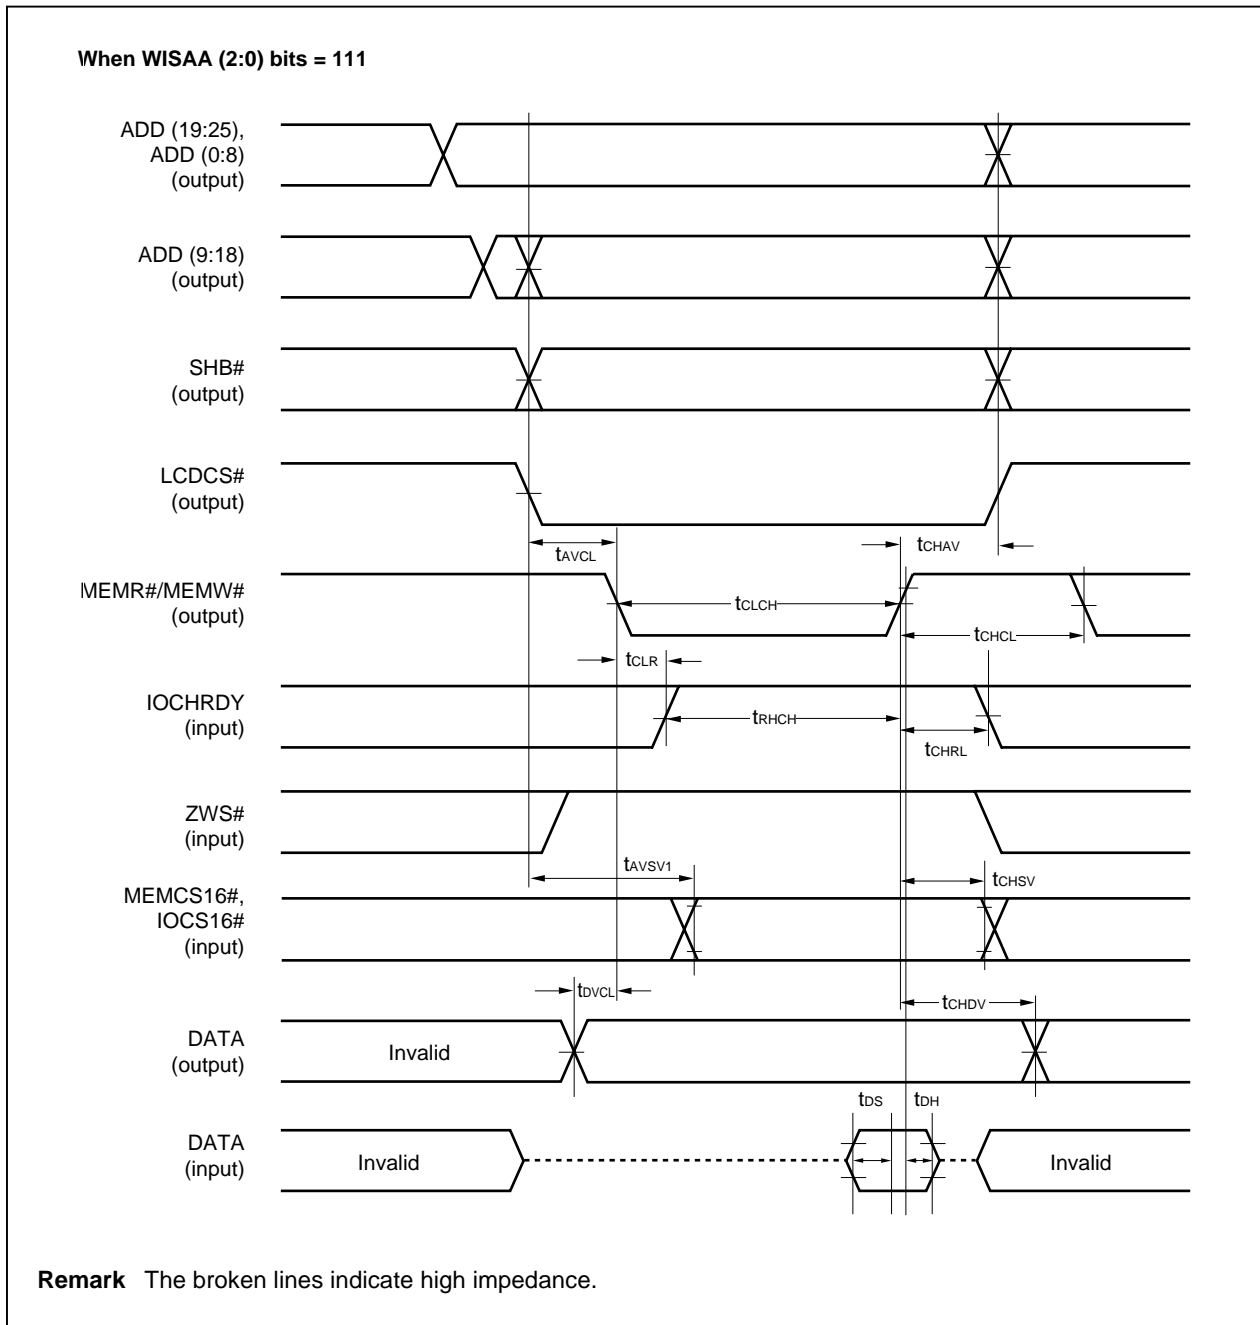 When WISAA (2:0) bits = 111
ADD (19:25),
ADD (0:8)
(output)
ADD (9:18)
(output)
SHB#
(output)
LCDCS#
(output)
tAVCL
tCHAV
MEMR#/MEMW#
(output)
tCLCH
tCHCL
tCLR
IOCHRDY
(input)
tRHCH
tCHRL
ZWS#
(input)
tAVSV1
tCHSV
MEMCS16#,
IOCS16#
(input)
tDVCL
tCHDV
DATA
(output)
Invalid
tDS
tDH
DATA
(input)
Invalid
Invalid
Remark The broken lines indicate high impedance.